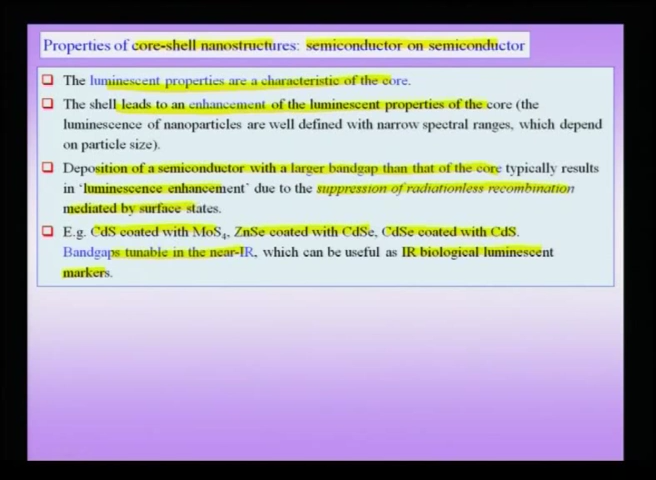 Properties of core-shell nanostructures: semiconductor on semiconductor
The luminescent properties are a characteristic of the core.
The shell leads to an enhancement of the luminescent properties of the core (the
luminescence of nanoparticles are well defined with narrow spectral ranges, which depend
on particle size).
Deposition of a semiconductor with a larger bandgap than that of the core typically results
in 'luminescence enhancement' due to the suppression of radiationless recombination
mediated by surface states.
E.g. CdS coated with MoS₄, ZnSe coated with CdSe, CdSe coated with CdS.
Bandgaps tunable in the near-IR, which can be useful as IR biological luminescent
markers.